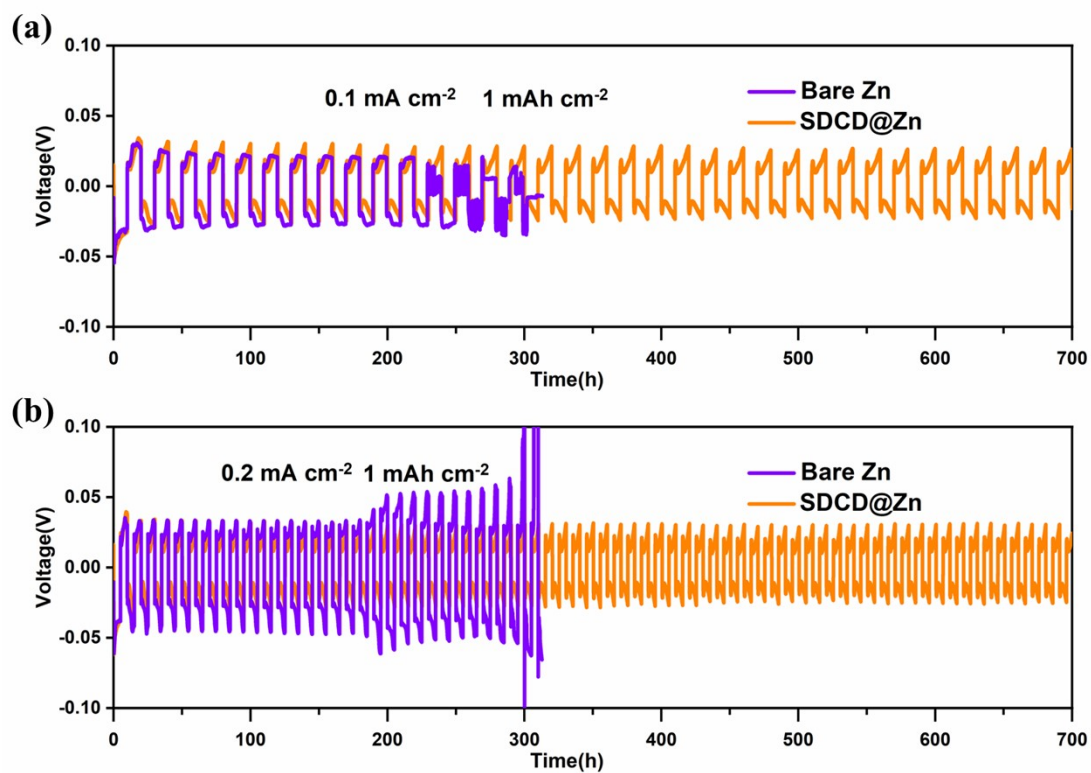 (a)
0.10
0.05
0.00
-0.05
-0.10
Voltage(V)
0.1 mA cm-2 1 mAh cm-2
Bare Zn
SDCD@Zn
0 100 200 300 400 500 600 700
Time(h)
(b)
0.10
0.05
0.00
-0.05
-0.10
Voltage(V)
0.2 mA cm-2 1 mAh cm-2
Bare Zn
SDCD@Zn
0 100 200 300 400 500 600 700
Time(h)